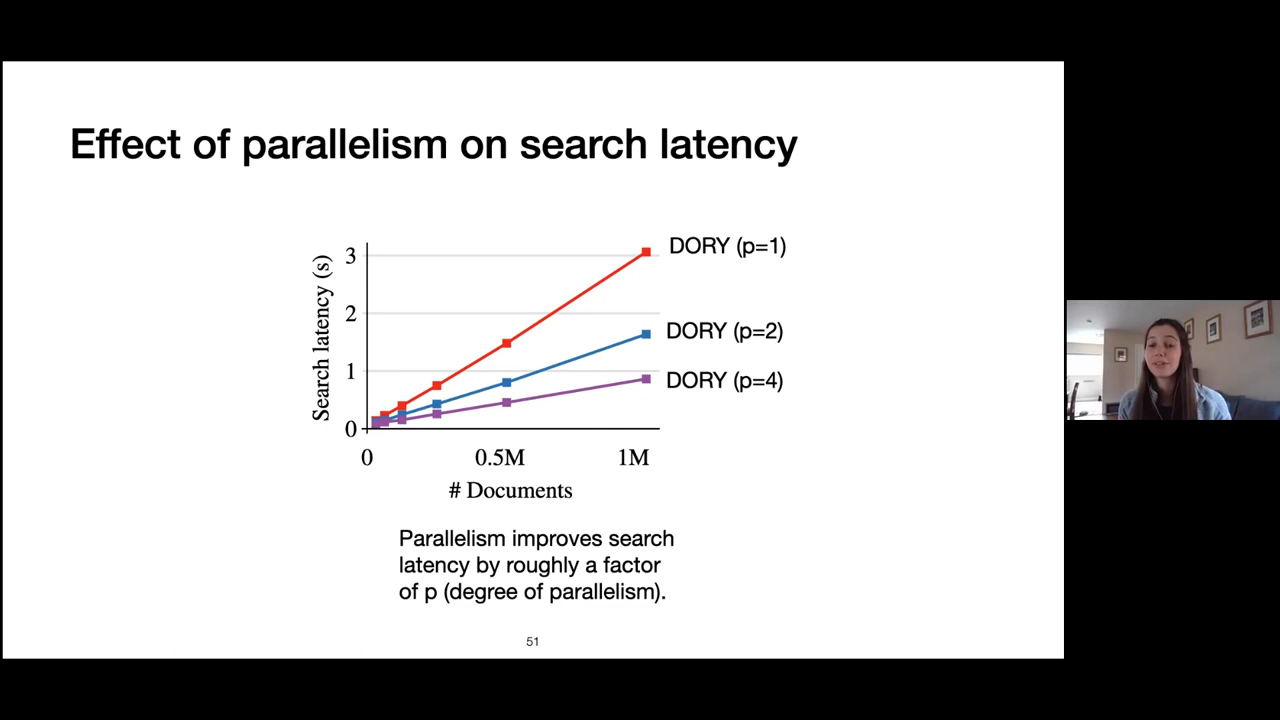 Effect of parallelism on search latency
Search latency (s)
3
2
1
0
0
0.5M
1M
# Documents
DORY (p=1)
DORY (p=2)
DORY (p=4)
Parallelism improves search
latency by roughly a factor
of p (degree of parallelism).
51